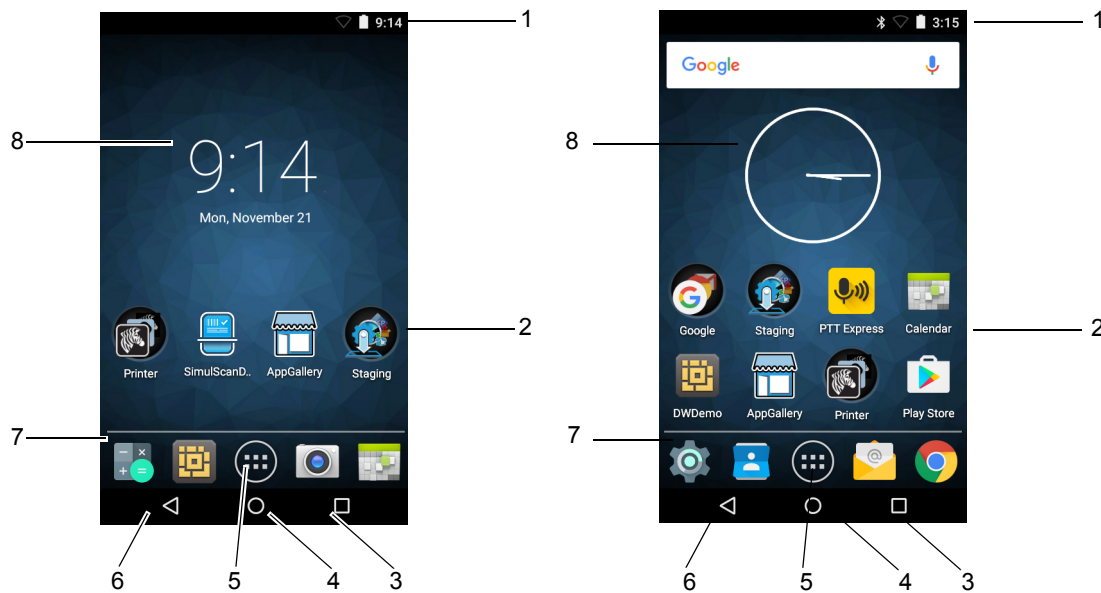 9:14
1
8
9:14
Mon, November 21
2
Printer
SimulScanD..
AppGallery
Staging
7
6
5
4
3
3:15
1
Google
8
Google
Staging
PTT Express
Calendar
2
DWDemo
AppGallery
Printer
Play Store
7
@
6
5
4
3